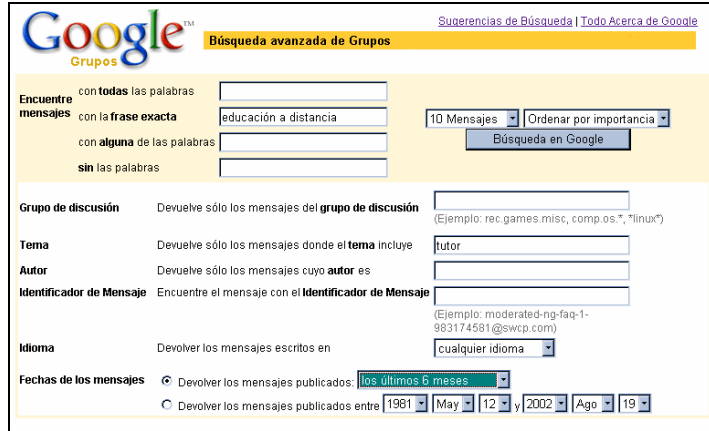 Google™
Grupos
Sugerencias de Búsqueda | Todo Acerca de Google
Búsqueda avanzada de Grupos
Encuentre mensajes
con todas las palabras
con la frase exacta educación a distancia
con alguna de las palabras
sin las palabras
10 Mensajes Ordenar por importancia
Búsqueda en Google
Grupo de discusión Devuelve sólo los mensajes del grupo de discusión
(Ejemplo: rec.games.misc, comp.os.*, *linux*)
Tema Devuelve sólo los mensajes donde el tema incluye tutor
Autor Devuelve sólo los mensajes cuyo autor es
Identificador de Mensaje Encuentre el mensaje con el Identificador de Mensaje
(Ejemplo: moderated-ng-faq-1-
983174581@swcp.com)
Idioma Devolver los mensajes escritos en cualquier idioma
Fechas de los mensajes Devolver los mensajes publicados: los últimos 6 meses
Devolver los mensajes publicados entre 1981 May 12 y 2002 Ago 19